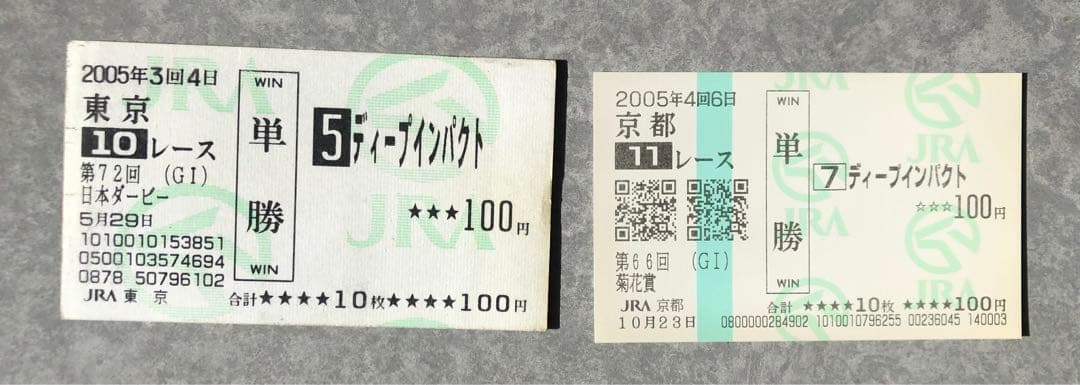 2005年3回4日
東京
10レース
第72回 (GI)
日本ダービー
5月29日
1010010153851
0500103574694
0878 50796102
JRA 東京
WIN
単勝
WIN
5 ディープインパクト
★★★100円
合計★★★★10枚★★★★100円
JRA
JRA
2005年4回6日
京都
11レース
第66回 (GI)
菊花賞
JRA 京都
10月23日
WIN
単勝
WIN
7 ディープインパクト
☆☆☆100円
合計 ★★★★10枚 ★★★★100円
0800000284902 1010010796255 00236045 140003
JRA
JRA